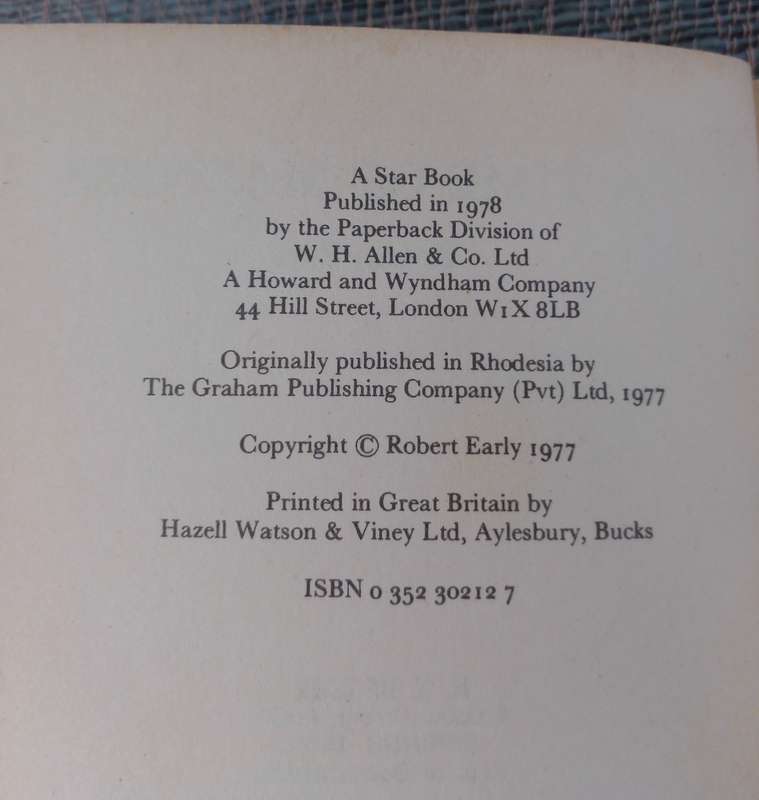 A Star Book
Published in 1978
by the Paperback Division of
W. H. Allen & Co. Ltd
A Howard and Wyndham Company
44 Hill Street, London W1X 8LB
Originally published in Rhodesia by
The Graham Publishing Company (Pvt) Ltd, 1977
Copyright © Robert Early 1977
Printed in Great Britain by
Hazell Watson & Viney Ltd, Aylesbury, Bucks
ISBN 0 352 30212 7